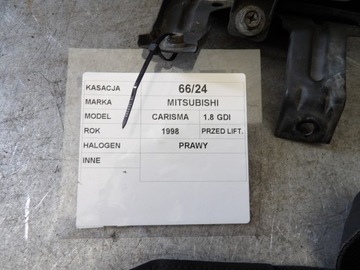 KASACJA 66/24
MARKA MITSUBISHI
MODEL CARISMA 1.8 GDI
ROK 1998 PRZED LIFT.
HALOGEN PRAWY
INNE